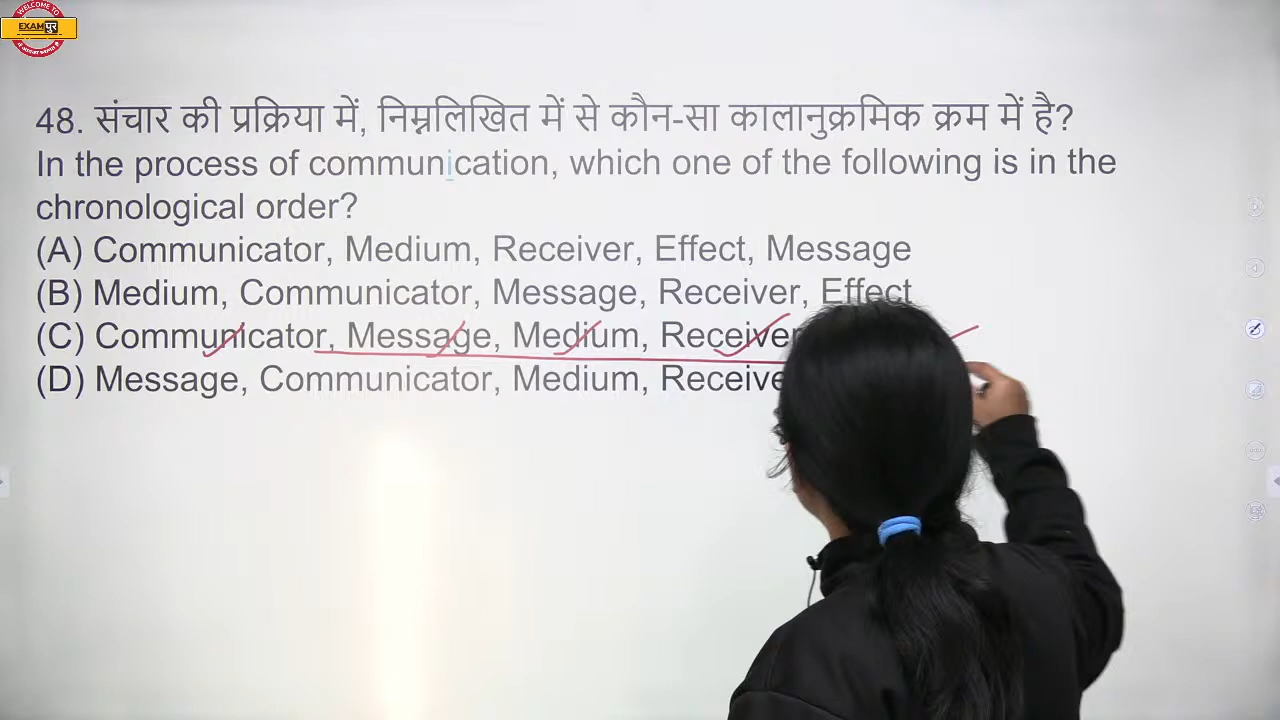 WELCOME TO
EXAM पुर
48. संचार की प्रक्रिया में, निम्नलिखित में से कौन-सा कालानुक्रमिक क्रम में है?
In the process of communication, which one of the following is in the
chronological order?
(A) Communicator, Medium, Receiver, Effect, Message
(B) Medium, Communicator, Message, Receiver, Effect
(C) Communicator, Message, Medium, Receiver
(D) Message, Communicator, Medium,